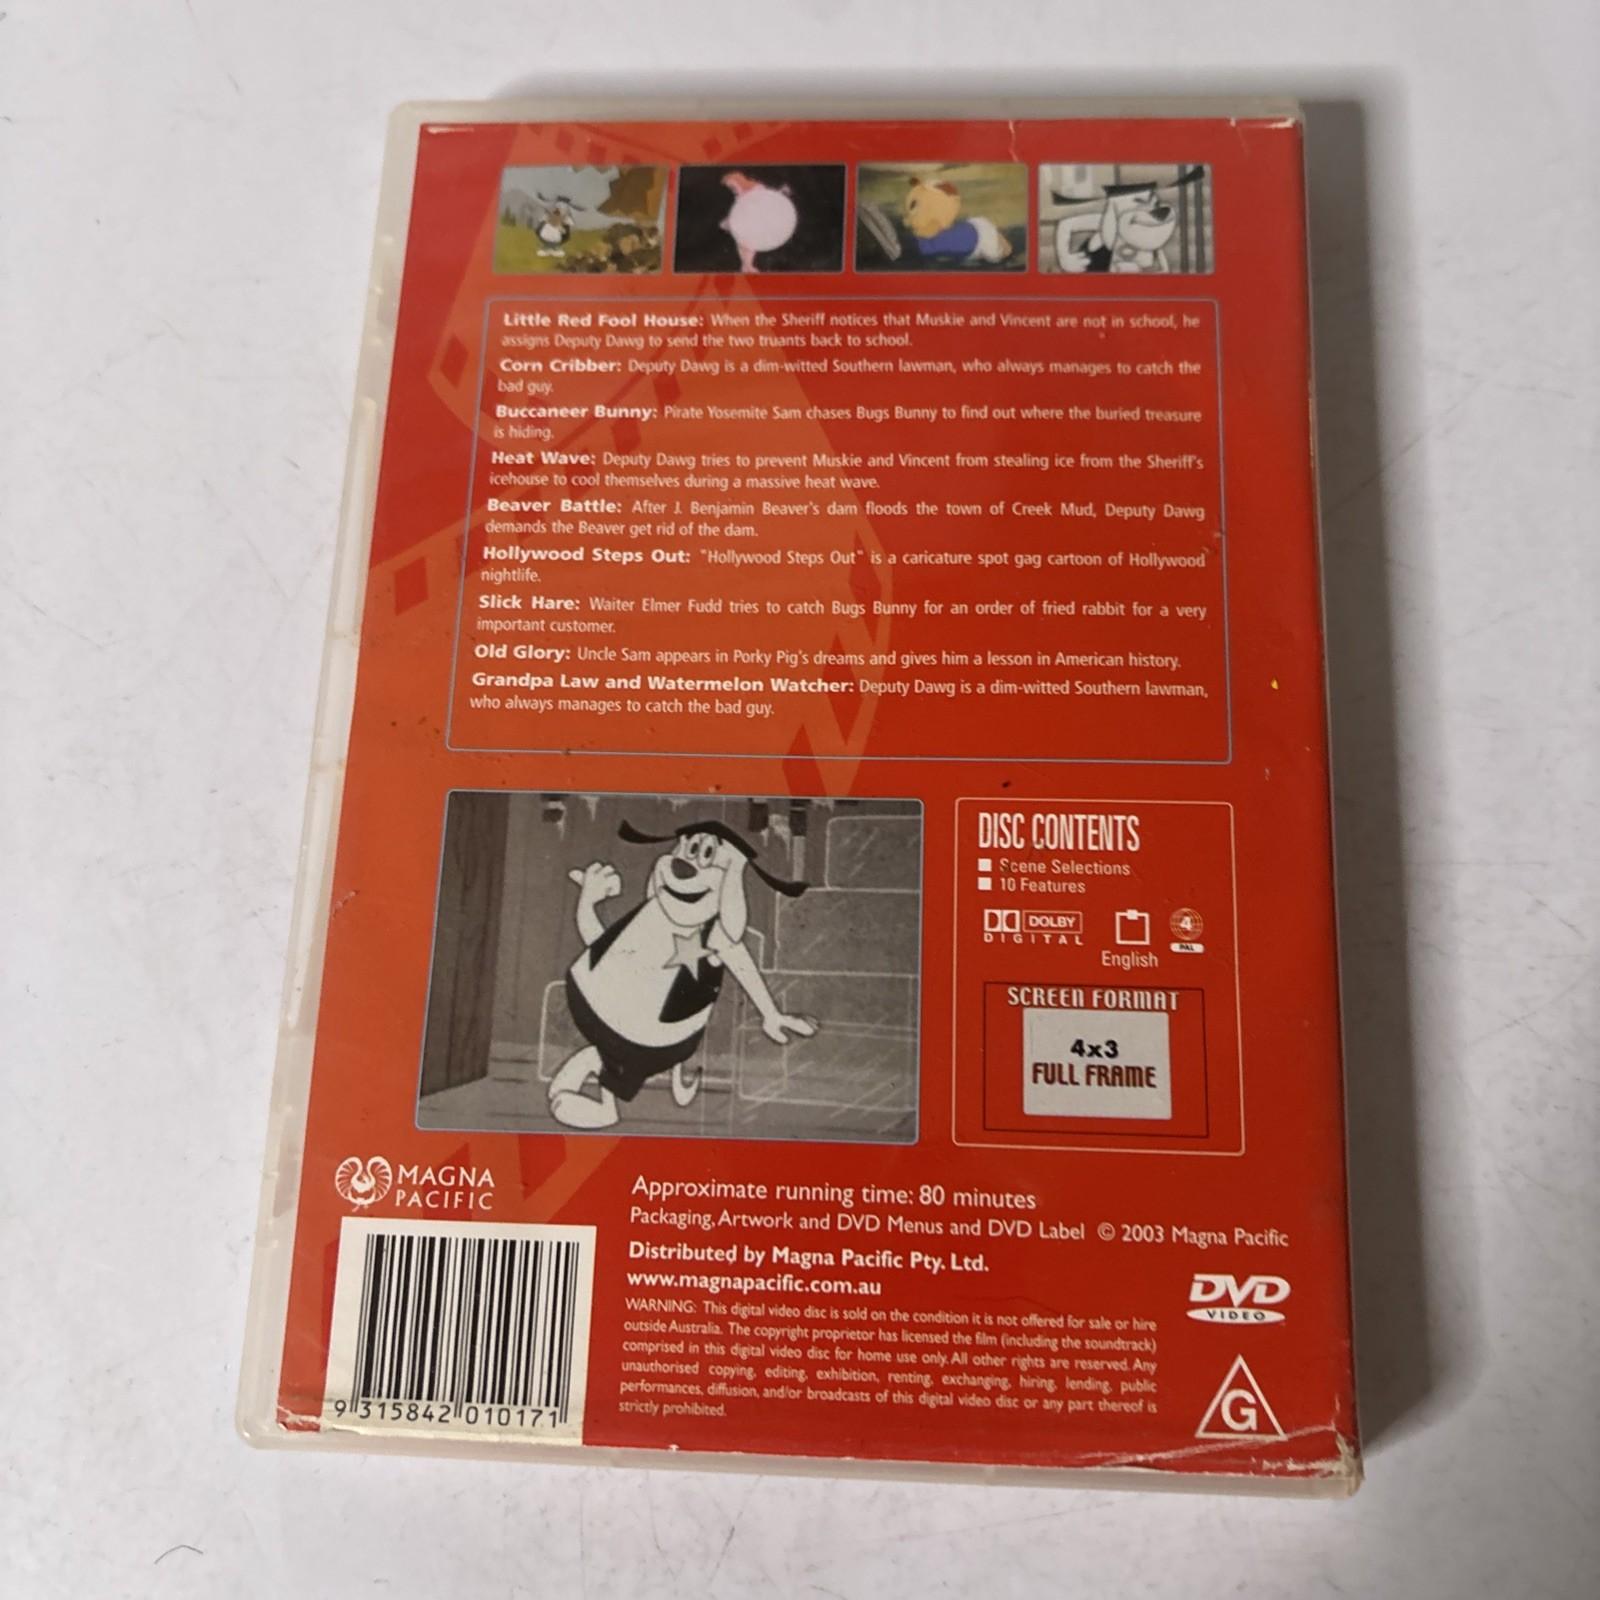 Little Red Fool House: When the Sheriff notices that Muskie and Vincent are not in school, he
assigns Deputy Dawg to send the two truants back to school.
Corn Cribber: Deputy Dawg is a dim-witted Southern lawman, who always manages to catch the
bad guy.
Buccaneer Bunny: Pirate Yosemite Sam chases Bugs Bunny to find out where the buried treasure
is hiding.
Heat Wave: Deputy Dawg tries to prevent Muskie and Vincent from stealing ice from the Sheriff's
icehouse to cool themselves during a massive heat wave.
Beaver Battle: After J. Benjamin Beaver's dam floods the town of Creek Mud, Deputy Dawg
demands the Beaver get rid of the dam.
Hollywood Steps Out: "Hollywood Steps Out" is a caricature spot gag cartoon of Hollywood
nightlife.
Slick Hare: Waiter Elmer Fudd tries to catch Bugs Bunny for an order of fried rabbit for a very
important customer.
Old Glory: Uncle Sam appears in Porky Pig's dreams and gives him a lesson in American history.
Grandpa Law and Watermelon Watcher: Deputy Dawg is a dim-witted Southern lawman,
who always manages to catch the bad guy.
DISC CONTENTS
Scene Selections
10 Features
DOLBY
DIGITAL
English
4
PAL
SCREEN FORMAT
4x3
FULL FRAME
MAGNA
PACIFIC
Approximate running time: 80 minutes
Packaging, Artwork and DVD Menus and DVD Label © 2003 Magna Pacific
Distributed by Magna Pacific Pty. Ltd.
www.magnapacific.com.au
WARNING: This digital video disc is sold on the condition it is not offered for sale or hire
outside Australia. The copyright proprietor has licensed the film (including the soundtrack)
comprised in this digital video disc for home use only. All other rights are reserved. Any
unauthorised copying, editing, exhibition, renting, exchanging, hiring, lending, public
performances, diffusion, and/or broadcasts of this digital video disc or any part thereof is
strictly prohibited.
DVD
VIDEO
G
9 315842 010171